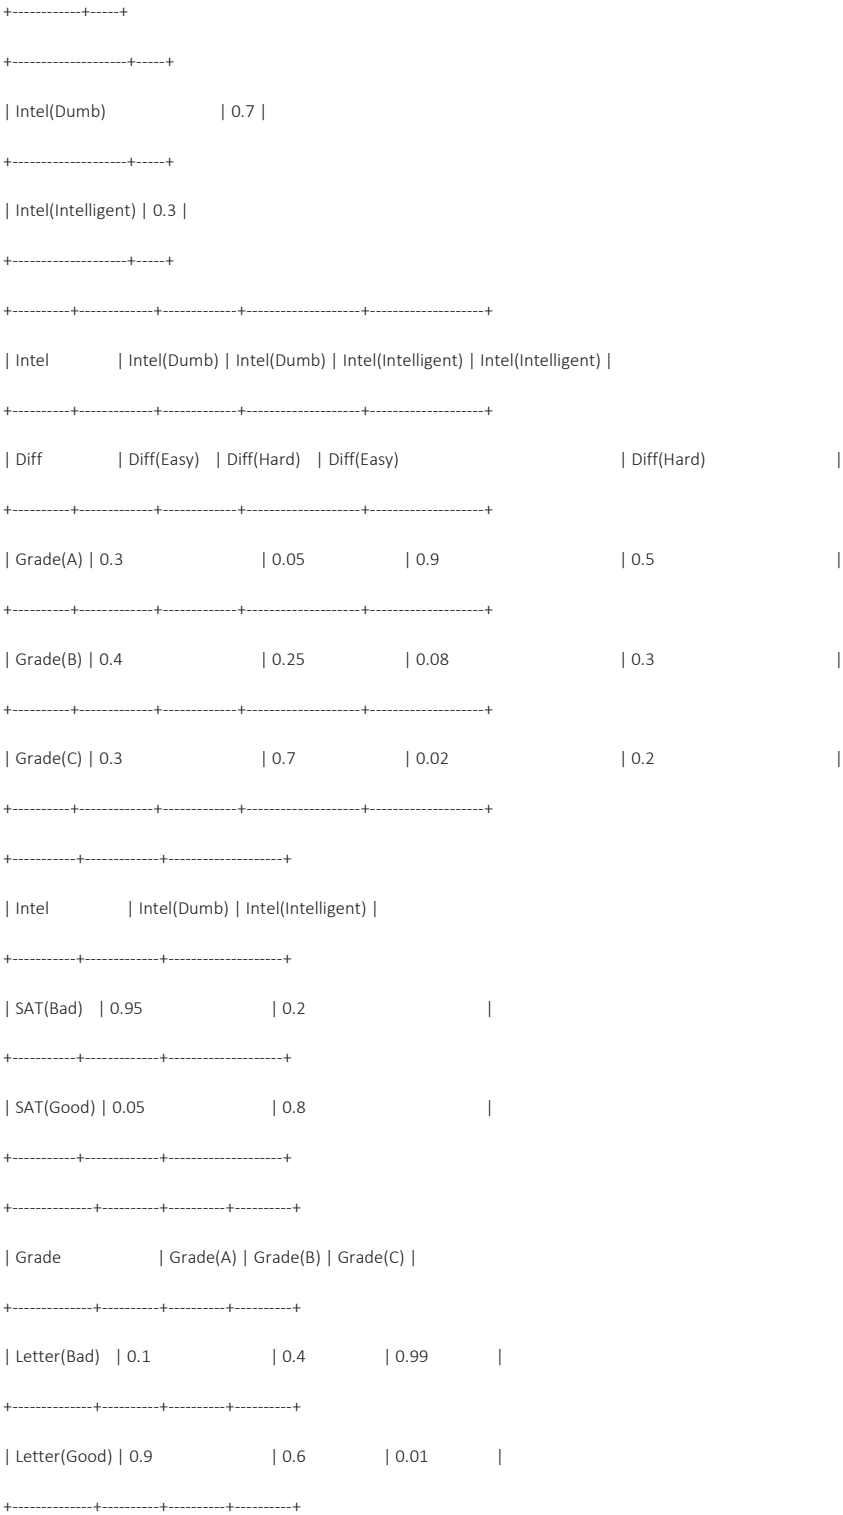 +------------+-----+
+--------------------+-----+
| Intel(Dumb) | 0.7 |
+--------------------+-----+
| Intel(Intelligent) | 0.3 |
+--------------------+-----+
+----------+-------------+-------------+--------------------+--------------------+
| Intel | Intel(Dumb) | Intel(Dumb) | Intel(Intelligent) | Intel(Intelligent) |
+----------+-------------+-------------+--------------------+--------------------+
| Diff | Diff(Easy) | Diff(Hard) | Diff(Easy) | Diff(Hard) |
+----------+-------------+-------------+--------------------+--------------------+
| Grade(A) | 0.3 | 0.05 | 0.9 | 0.5 |
+----------+-------------+-------------+--------------------+--------------------+
| Grade(B) | 0.4 | 0.25 | 0.08 | 0.3 |
+----------+-------------+-------------+--------------------+--------------------+
| Grade(C) | 0.3 | 0.7 | 0.02 | 0.2 |
+----------+-------------+-------------+--------------------+--------------------+
+-----------+-------------+--------------------+
| Intel | Intel(Dumb) | Intel(Intelligent) |
+-----------+-------------+--------------------+
| SAT(Bad) | 0.95 | 0.2 |
+-----------+-------------+--------------------+
| SAT(Good) | 0.05 | 0.8 |
+-----------+-------------+--------------------+
+--------------+----------+----------+----------+
| Grade | Grade(A) | Grade(B) | Grade(C) |
+--------------+----------+----------+----------+
| Letter(Bad) | 0.1 | 0.4 | 0.99 |
+--------------+----------+----------+----------+
| Letter(Good) | 0.9 | 0.6 | 0.01 |
+--------------+----------+----------+----------+